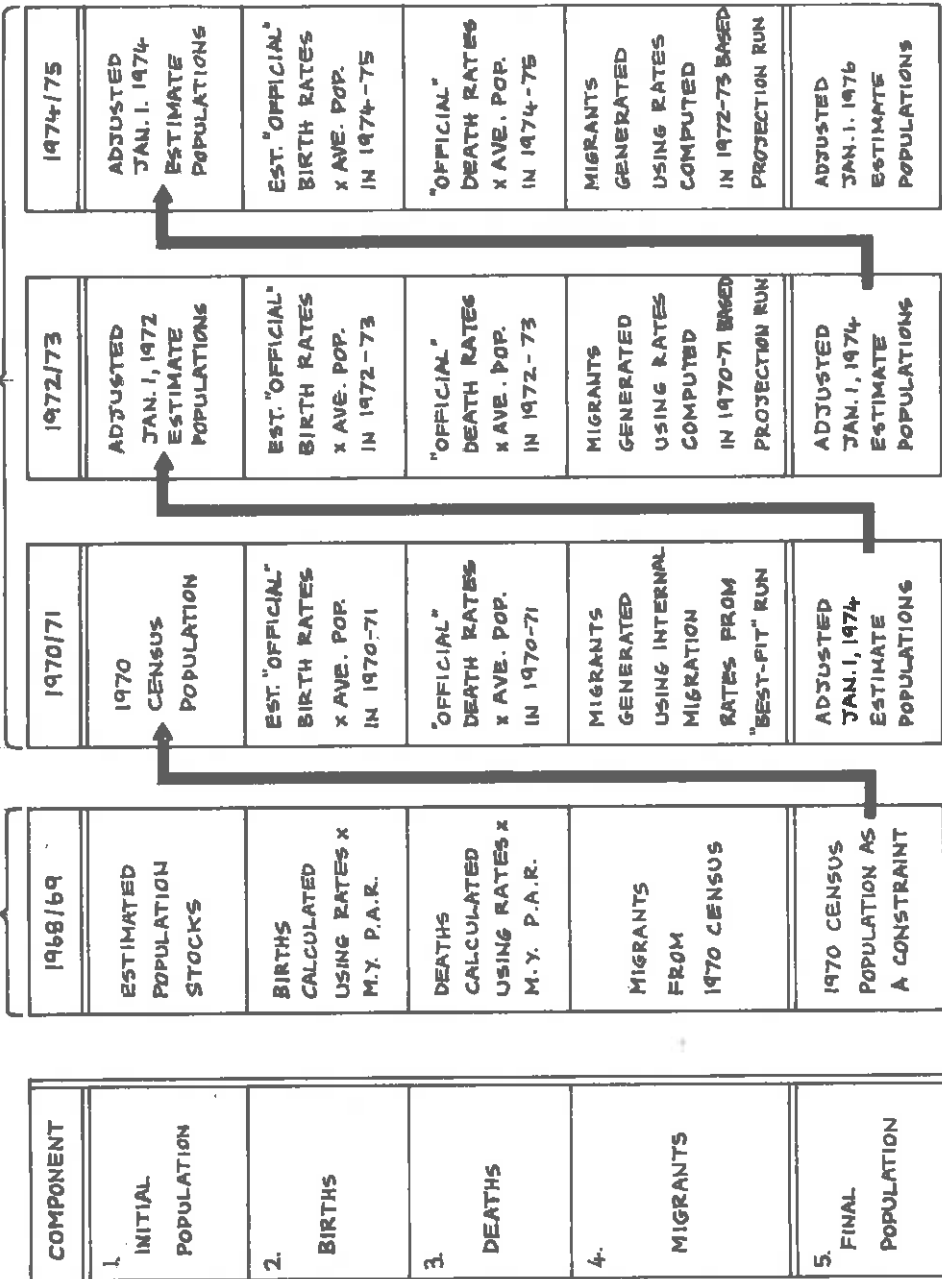 COMPONENT
1.
INITIAL
POPULATION
2.
BIRTHS
3.
DEATHS
4.
MIGRANTS
5.
FINAL
POPULATION
1968/69
ESTIMATED
POPULATION
STOCKS
BIRTHS
CALCULATED
USING RATES x
M.Y. P.A.R.
DEATHS
CALCULATED
USING RATES x
M.Y. P.A.R.
MIGRANTS
FROM
1970 CENSUS
1970 CENSUS
POPULATION AS
A CONSTRAINT
1970/71
1970
CENSUS
POPULATION
EST. "OFFICIAL"
BIRTH RATES
x AVE. POP.
IN 1970-71
"OFFICIAL"
DEATH RATES
x AVE. POP.
IN 1970-71
MIGRANTS
GENERATED
USING INTERNAL
MIGRATION
RATES FROM
"BEST-FIT" RUN
ADJUSTED
JAN. 1, 1974
ESTIMATE
POPULATIONS
1972/73
ADJUSTED
JAN. 1, 1972
ESTIMATE
POPULATIONS
EST. "OFFICIAL"
BIRTH RATES
x AVE. POP.
IN 1972-73
"OFFICIAL"
DEATH RATES
x AVE. POP.
IN 1972-73
MIGRANTS
GENERATED
USING RATES
COMPUTED
IN 1970-71 BASED
PROJECTION RUN
ADJUSTED
JAN. 1, 1974
ESTIMATE
POPULATIONS
1974/75
ADJUSTED
JAN. 1. 1974
ESTIMATE
POPULATIONS
EST. "OFFICIAL"
BIRTH RATES
x AVE. POP.
IN 1974-75
"OFFICIAL"
DEATH RATES
x AVE. POP.
IN 1974-75
MIGRANTS
GENERATED
USING RATES
COMPUTED
IN 1972-73 BASED
PROJECTION RUN
ADJUSTED
JAN. 1. 1976
ESTIMATE
POPULATIONS